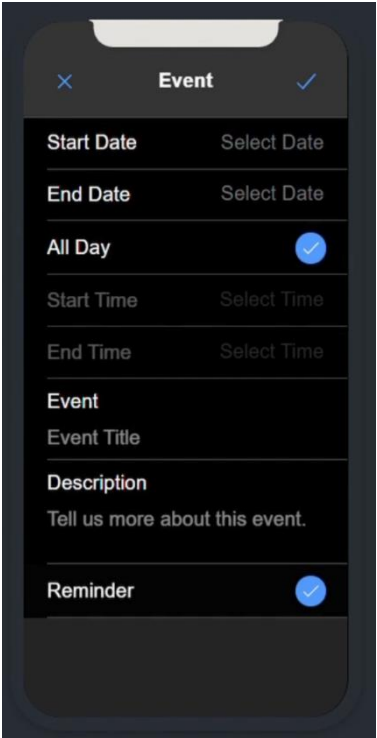 Event
Start Date Select Date
End Date Select Date
All Day
Start Time Select Time
End Time Select Time
Event
Event Title
Description
Tell us more about this event.
Reminder